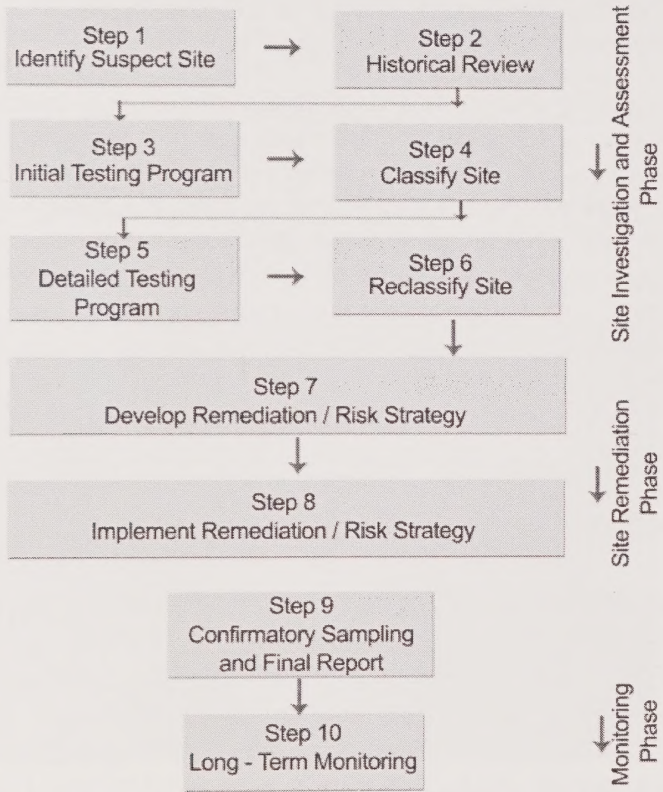 Step 1
Identify Suspect Site
Step 2
Historical Review
Step 3
Initial Testing Program
Step 4
Classify Site
Step 5
Detailed Testing
Program
Step 6
Reclassify Site
Step 7
Develop Remediation / Risk Strategy
Step 8
Implement Remediation / Risk Strategy
Step 9
Confirmatory Sampling
and Final Report
Step 10
Long - Term Monitoring
Site Investigation and Assessment
Phase
Site Remediation
Phase
Monitoring
Phase